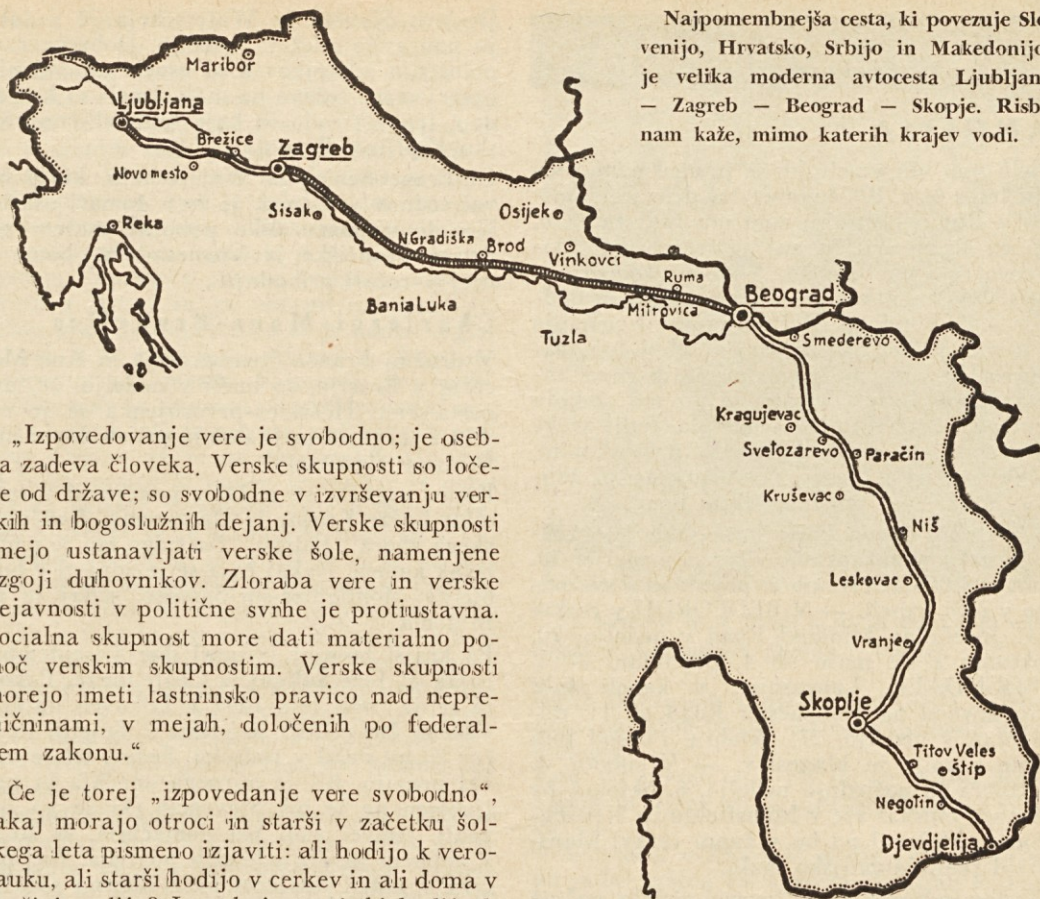 Najpomembnejša cesta, ki povezuje Slo
venijo, Hrvatsko, Srbijo in Makedonijo
je velika moderna avtocesta Ljubljan
— Zagreb — Beograd — Skopje. Risb
nam kaže, mimo katerih krajev vodi.
Maribor
Ljubljana
Brežice
Zagreb
Novo mesto
Sisak
Osijek
Reka
N Gradiška
Brod
Vinkovci
Ruma
Beograd
Bania Luka
Mitrovica
Tuzla
Smederevo
Kragujevac
Svetozarevo
Paračin
Kruševac
Niš
Leskovac
Vranje
Skoplje
Titov Veles
Štip
Negotin
Djevdjelija
„Izpovedovanje vere je svobodno; je oseb-
a zadeva človeka. Verske skupnosti so loče-
e od države; so svobodne v izvrševanju ver-
kih in bogoslužnih dejanj. Verske skupnosti
mejo ustanavljati verske šole, namenjene
zgoji duhovnikov. Zloraba vere in verske
ejavnosti v politične svrhe je protiustavna.
ocialna skupnost more dati materialno po-
oč verskim skupnostim. Verske skupnosti
orejo imeti lastninsko pravico nad nepre-
ičninami, v mejah, določenih po federal-
em zakonu.“
Če je torej „izpovedanje vere svobodno“,
akaj morajo otroci in starši v začetku šol-
kega leta pismeno izjaviti: ali hodijo k vero-
auku, ali starši hodijo v cerkev in ali doma v